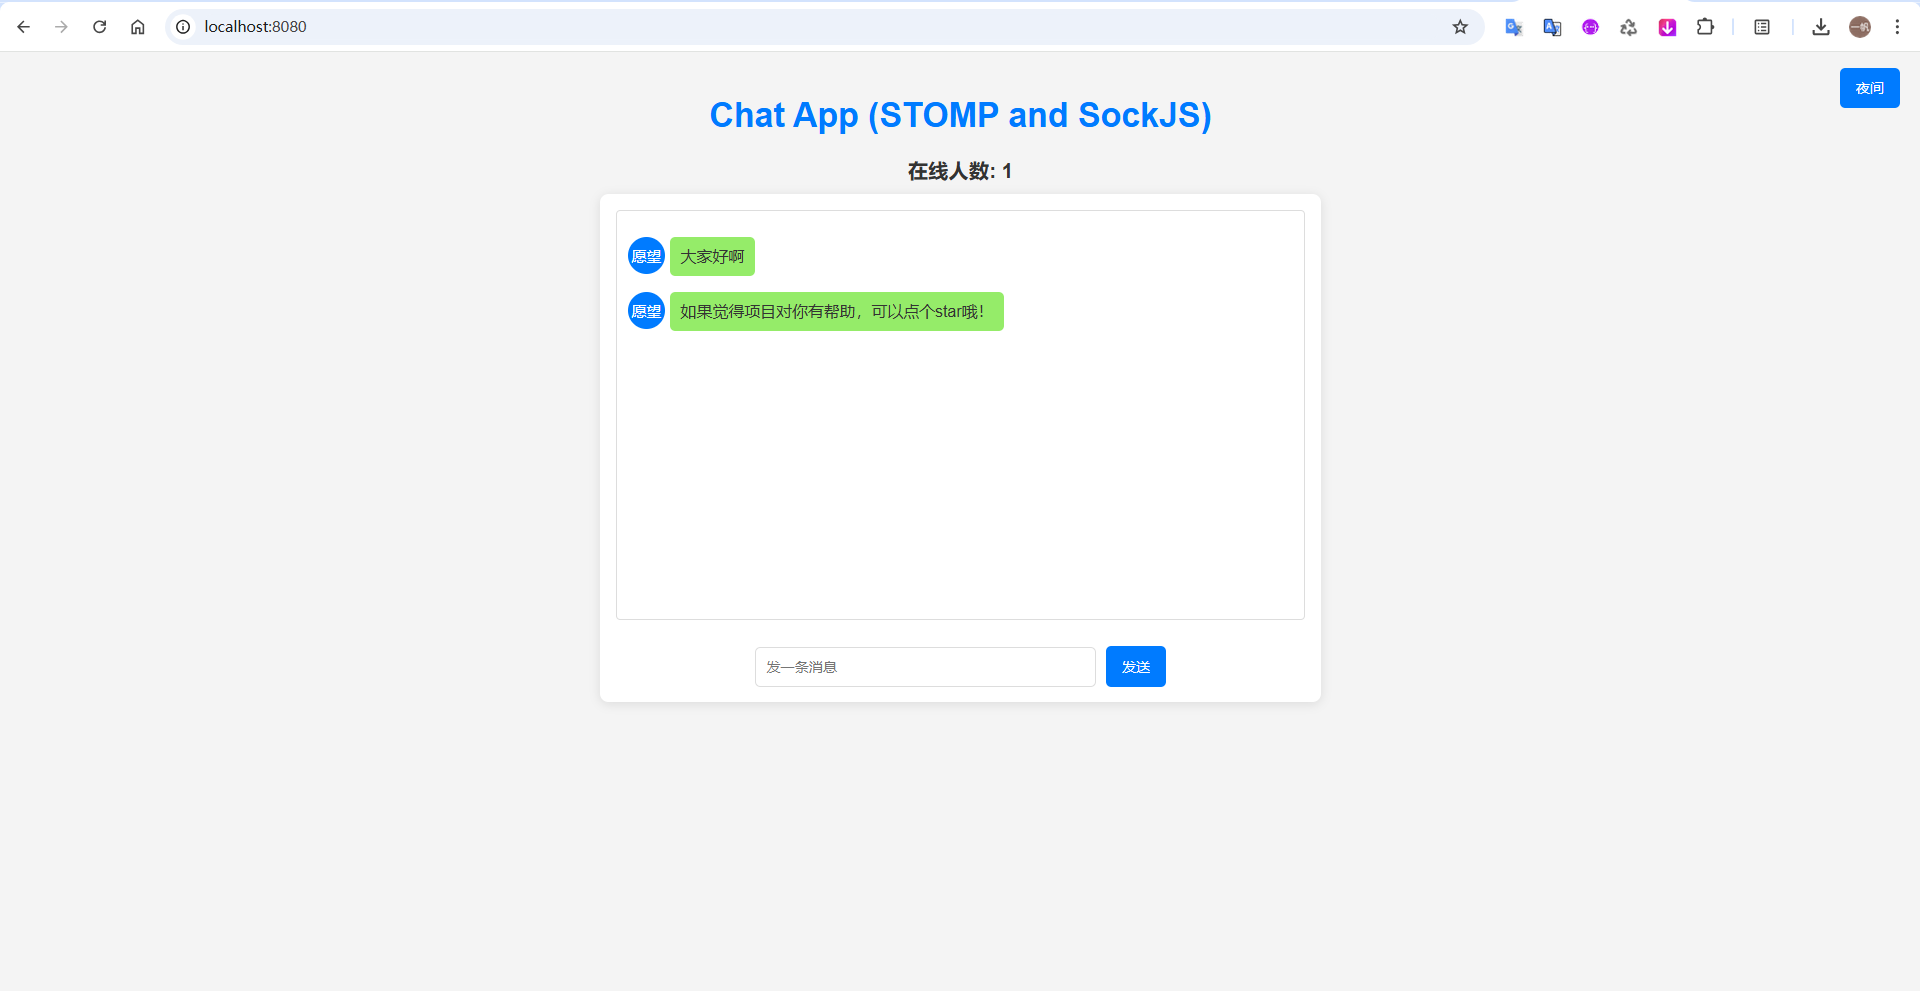 localhost:8080
夜间
Chat App (STOMP and SockJS)
在线人数: 1
愿望 大家好啊
愿望 如果觉得项目对你有帮助，可以点个star哦！
发一条消息 发送